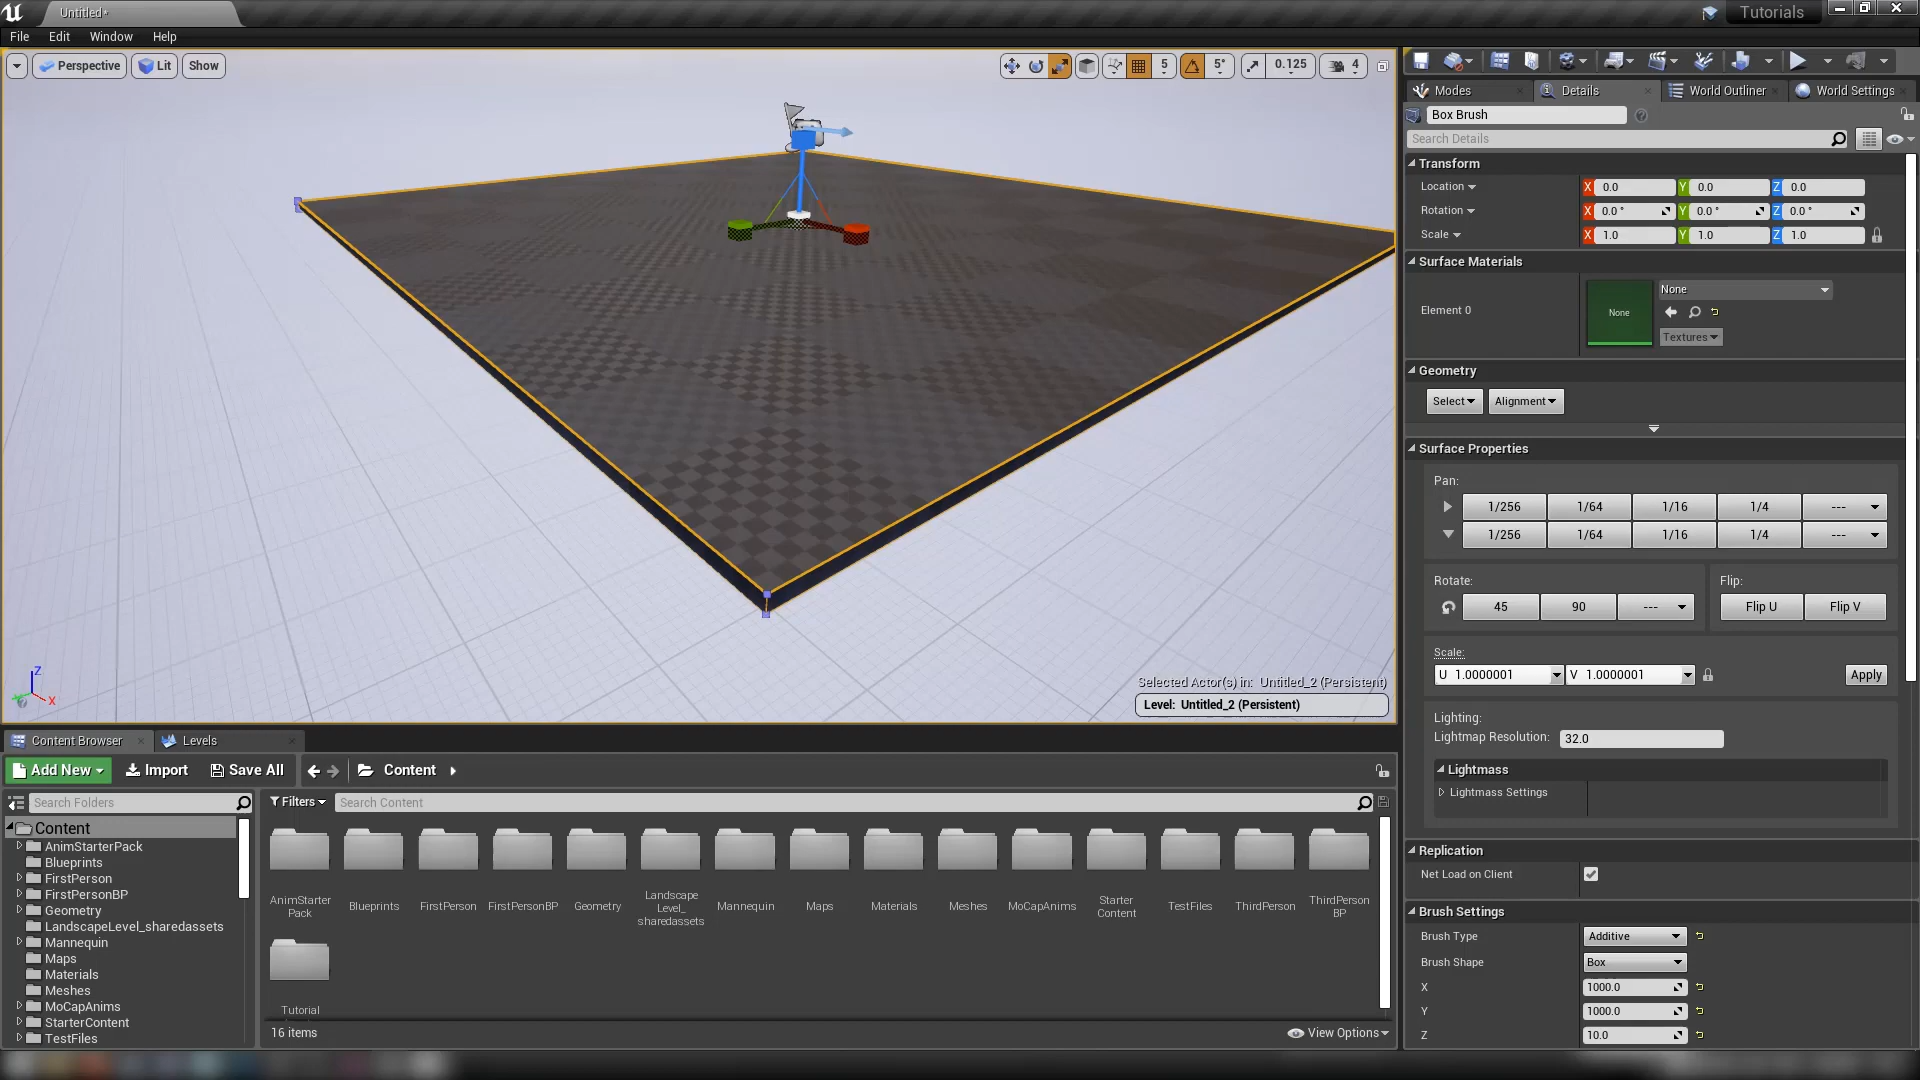 Untitled*
Tutorials
File Edit Window Help
Perspective Lit Show
5 5° 0.125 4
Modes Details World Outliner World Settings
Box Brush
Search Details
Transform
Location X 0.0 Y 0.0 Z 0.0
Rotation X 0.0 ° Y 0.0 ° Z 0.0 °
Scale X 1.0 Y 1.0 Z 1.0
Surface Materials
Element 0
None
None
Textures
Geometry
Select Alignment
Surface Properties
Pan:
1/256 1/64 1/16 1/4 ---
1/256 1/64 1/16 1/4 ---
Rotate: Flip:
45 90 --- Flip U Flip V
Scale:
U 1.0000001 V 1.0000001 Apply
Lighting:
Lightmap Resolution: 32.0
Lightmass
Lightmass Settings
Replication
Net Load on Client
Brush Settings
Brush Type Additive
Brush Shape Box
X 1000.0
Y 1000.0
Z 10.0
Z
X
Selected Actor(s) in: Untitled_2 (Persistent)
Level: Untitled_2 (Persistent)
Content Browser Levels
Add New Import Save All Content
Search Folders
Filters Search Content
Content
AnimStarterPack
Blueprints
FirstPerson
FirstPersonBP
Geometry
LandscapeLevel_sharedassets
Mannequin
Maps
Materials
Meshes
MoCapAnims
StarterContent
TestFiles
AnimStarter
Pack
Blueprints
FirstPerson
FirstPersonBP
Geometry
Landscape
Level_
sharedassets
Mannequin
Maps
Materials
Meshes
MoCapAnims
Starter
Content
TestFiles
ThirdPerson
ThirdPerson
BP
Tutorial
16 items View Options